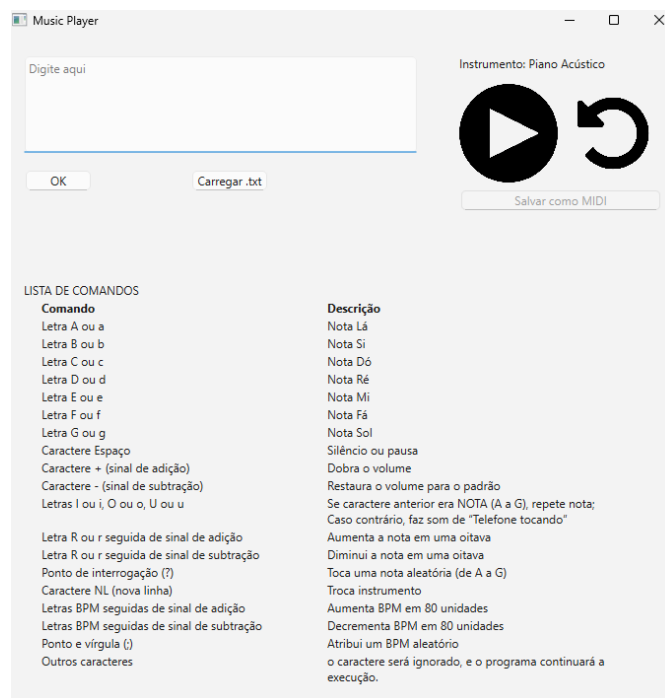 Music Player
Digite aqui
Instrumento: Piano Acústico
OK
Carregar .txt
Salvar como MIDI
LISTA DE COMANDOS
Comando Descrição
Letra A ou a Nota Lá
Letra B ou b Nota Si
Letra C ou c Nota Dó
Letra D ou d Nota Ré
Letra E ou e Nota Mi
Letra F ou f Nota Fá
Letra G ou g Nota Sol
Caractere Espaço Silêncio ou pausa
Caractere + (sinal de adição) Dobra o volume
Caractere - (sinal de subtração) Restaura o volume para o padrão
Letras I ou i, O ou o, U ou u Se caractere anterior era NOTA (A a G), repete nota;
Caso contrário, faz som de "Telefone tocando"
Letra R ou r seguida de sinal de adição Aumenta a nota em uma oitava
Letra R ou r seguida de sinal de subtração Diminui a nota em uma oitava
Ponto de interrogação (?) Toca uma nota aleatória (de A a G)
Caractere NL (nova linha) Troca instrumento
Letras BPM seguidas de sinal de adição Aumenta BPM em 80 unidades
Letras BPM seguidas de sinal de subtração Decrementa BPM em 80 unidades
Ponto e vírgula (;) Atribui um BPM aleatório
Outros caracteres o caractere será ignorado, e o programa continuará a
execução.